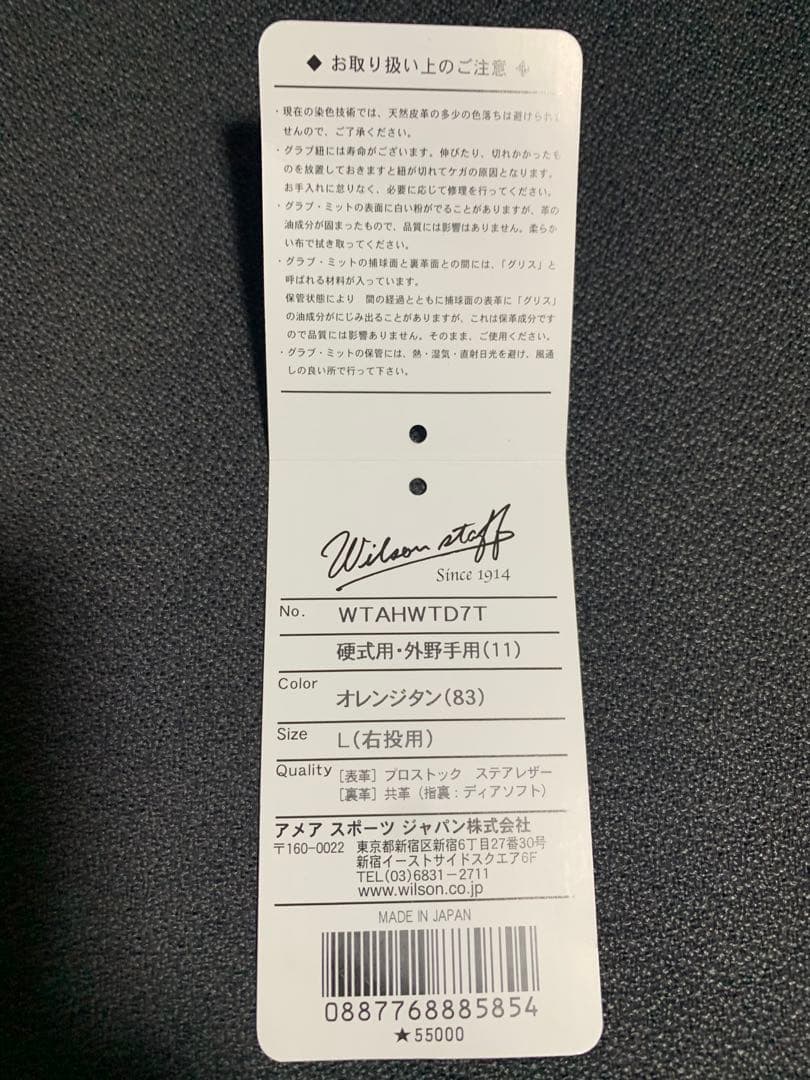 ◆ お取り扱い上のご注意 ◆
・現在の染色技術では、天然皮革の多少の色落ちは避けられ
せんので、ご了承ください。
・グラブ紐には寿命がございます。伸びたり、切れかかったも
のを放置しておきますと紐が切れてケガの原因となります。
お手入れに怠りなく、必要に応じて修理を行ってください。
・グラブ・ミットの表面に白い粉がでることがありますが、革の
油成分が固まったもので、品質には影響はありません。柔らか
い布で拭き取ってください。
・グラブ・ミットの捕球面と裏革面との間には、「グリス」と
呼ばれる材料が入っています。
保管状態により 間の経過とともに捕球面の表革に「グリス」
の油成分がにじみ出ることがありますが、これは保革成分です
ので品質には影響ありません。そのまま、ご使用ください。
・グラブ・ミットの保管には、熱・湿気・直射日光を避け、風通
しの良い所で行って下さい。
Wilson staff
Since 1914
No. WTAHWTD7T
硬式用・外野手用(11)
Color オレンジタン(83)
Size L(右投用)
Quality [表革] プロストック ステアレザー
[裏革] 共革(指裏:ディアソフト)
アメア スポーツ ジャパン株式会社
〒160-0022 東京都新宿区新宿6丁目27番30号
新宿イーストサイドスクエア6F
TEL(03)6831-2711
www.wilson.co.jp
MADE IN JAPAN
0887768885854
★55000